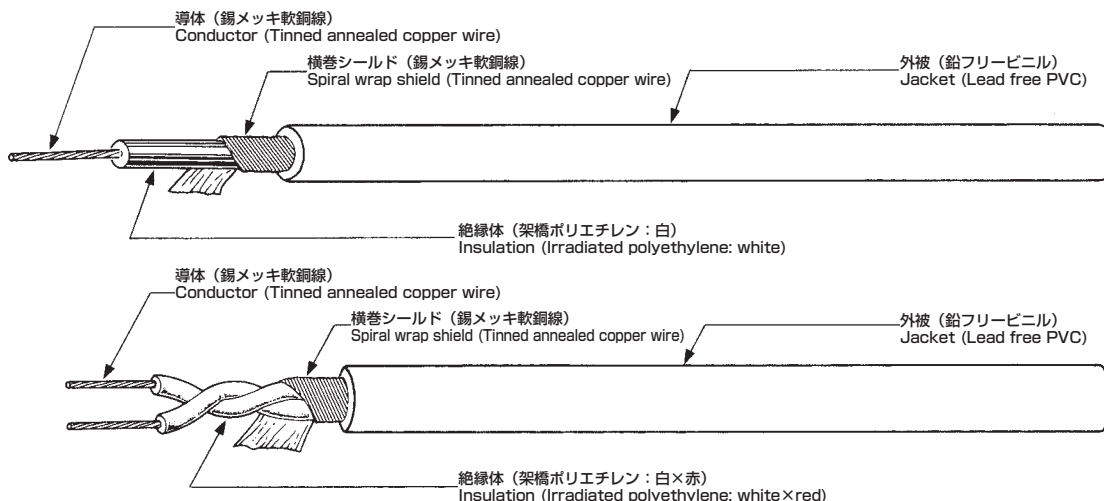 導体（錫メッキ軟銅線）
Conductor (Tinned annealed copper wire)
横巻シールド（錫メッキ軟銅線）
Spiral wrap shield (Tinned annealed copper wire)
外被（鉛フリービニル）
Jacket (Lead free PVC)
絶縁体（架橋ポリエチレン：白）
Insulation (Irradiated polyethylene: white)
導体（錫メッキ軟銅線）
Conductor (Tinned annealed copper wire)
横巻シールド（錫メッキ軟銅線）
Spiral wrap shield (Tinned annealed copper wire)
外被（鉛フリービニル）
Jacket (Lead free PVC)
絶縁体（架橋ポリエチレン：白×赤）
Insulation (Irradiated polyethylene: white×red)